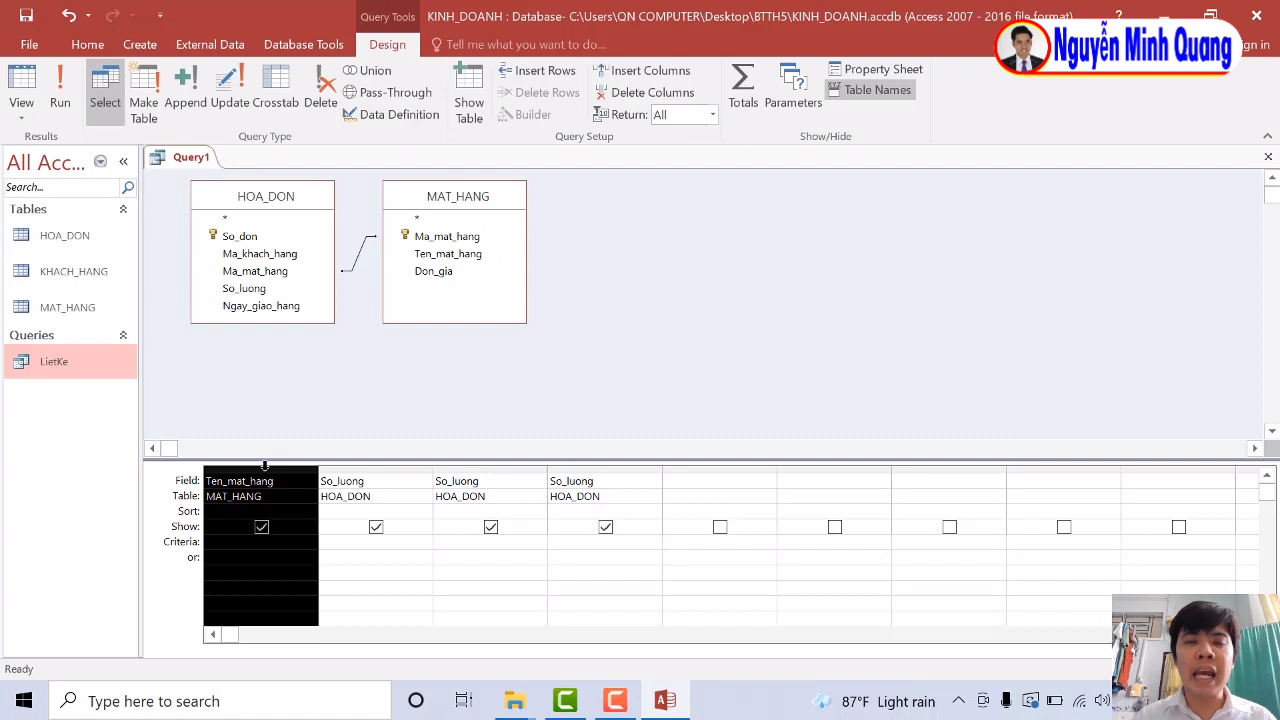 Query Tools
KINH_DOANH : Database- C:\Users\QN COMPUTER\Desktop\BTTH5\KINH_DOANH.accdb (Access 2007 - 2016 file format)
?
File Home Create External Data Database Tools Design Tell me what you want to do... gn in
Nguyễn Minh Quang
View
Run
Select
Make Table
Append
Update
Crosstab
Delete
Union
Pass-Through
Data Definition
Show Table
Insert Rows
Delete Rows
Builder
Insert Columns
Delete Columns
Return: All
Totals
Parameters
Property Sheet
Table Names
Results Query Type Query Setup Show/Hide
All Acc...
Search...
Tables
HOA_DON
KHACH_HANG
MAT_HANG
Queries
LietKe
Query1
HOA_DON
*
So_don
Ma_khach_hang
Ma_mat_hang
So_luong
Ngay_giao_hang
MAT_HANG
*
Ma_mat_hang
Ten_mat_hang
Don_gia
Field: Ten_mat_hang So_luong So_luong So_luong
Table: MAT_HANG HOA_DON HOA_DON HOA_DON
Sort:
Show:
Criteria:
or:
Ready
Type here to search
87°F Light rain